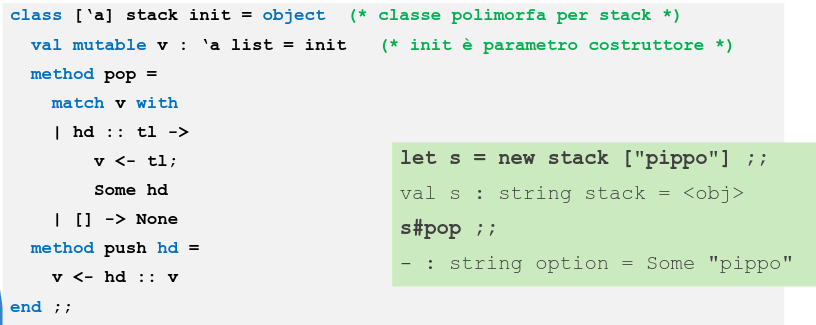 class [‘a] stack init = object (* classe polimorfa per stack *)
val mutable v : ‘a list = init (* init è parametro costruttore *)
method pop =
match v with
| hd :: tl ->
v <- tl;
Some hd
| [] -> None
method push hd =
v <- hd :: v
end ;;
let s = new stack ["pippo"] ;;
val s : string stack = <obj>
s#pop ;;
- : string option = Some "pippo"